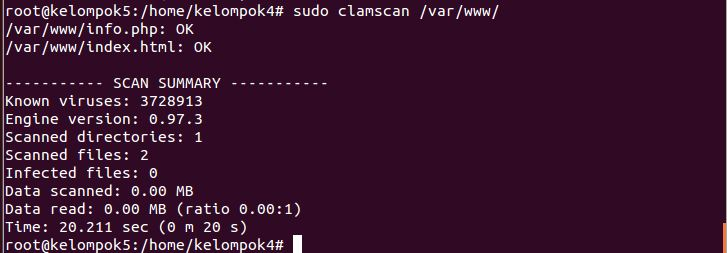 root@kelompok5:/home/kelompok4# sudo clamscan /var/www/
/var/www/info.php: OK
/var/www/index.html: OK
----------- SCAN SUMMARY -----------
Known viruses: 3728913
Engine version: 0.97.3
Scanned directories: 1
Scanned files: 2
Infected files: 0
Data scanned: 0.00 MB
Data read: 0.00 MB (ratio 0.00:1)
Time: 20.211 sec (0 m 20 s)
root@kelompok5:/home/kelompok4#